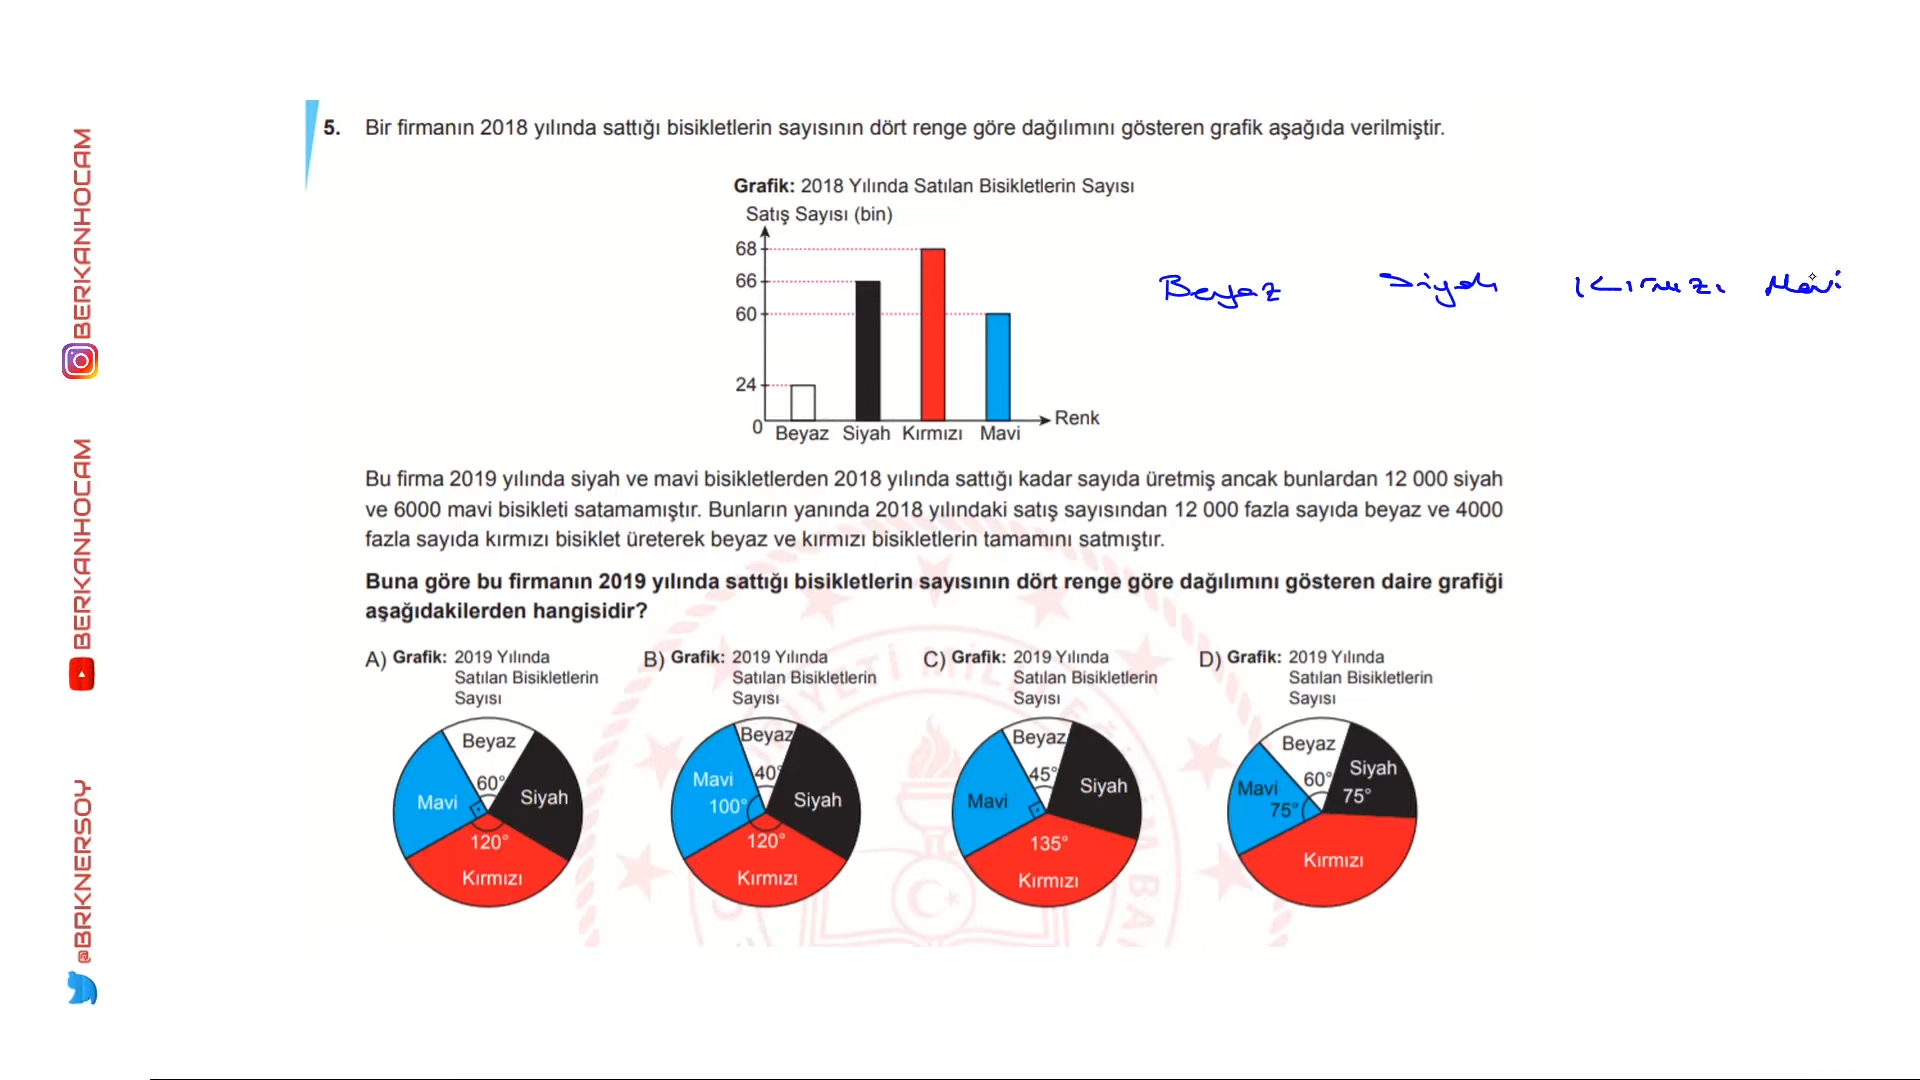 BERKANHOCAM
BERKANHOCAM
@BRKNERSOY
5. Bir firmanın 2018 yılında sattığı bisikletlerin sayısının dört renge göre dağılımını gösteren grafik aşağıda verilmiştir.
Grafik: 2018 Yılında Satılan Bisikletlerin Sayısı
Satış Sayısı (bin)
68
66
60
24
0
Renk
Beyaz Siyah Kırmızı Mavi
Beyaz Siyah Kırmızı Mavi
Bu firma 2019 yılında siyah ve mavi bisikletlerden 2018 yılında sattığı kadar sayıda üretmiş ancak bunlardan 12 000 siyah
ve 6000 mavi bisikleti satamamıştır. Bunların yanında 2018 yılındaki satış sayısından 12 000 fazla sayıda beyaz ve 4000
fazla sayıda kırmızı bisiklet üreterek beyaz ve kırmızı bisikletlerin tamamını satmıştır.
Buna göre bu firmanın 2019 yılında sattığı bisikletlerin sayısının dört renge göre dağılımını gösteren daire grafiği
aşağıdakilerden hangisidir?
A) Grafik: 2019 Yılında
Satılan Bisikletlerin
Sayısı
Beyaz
60°
Mavi
Siyah
120°
Kırmızı
B) Grafik: 2019 Yılında
Satılan Bisikletlerin
Sayısı
Beyaz
40°
Mavi
100°
Siyah
120°
Kırmızı
C) Grafik: 2019 Yılında
Satılan Bisikletlerin
Sayısı
Beyaz
45°
Mavi
Siyah
135°
Kırmızı
D) Grafik: 2019 Yılında
Satılan Bisikletlerin
Sayısı
Beyaz
60°
Siyah
75°
Mavi
75°
Kırmızı